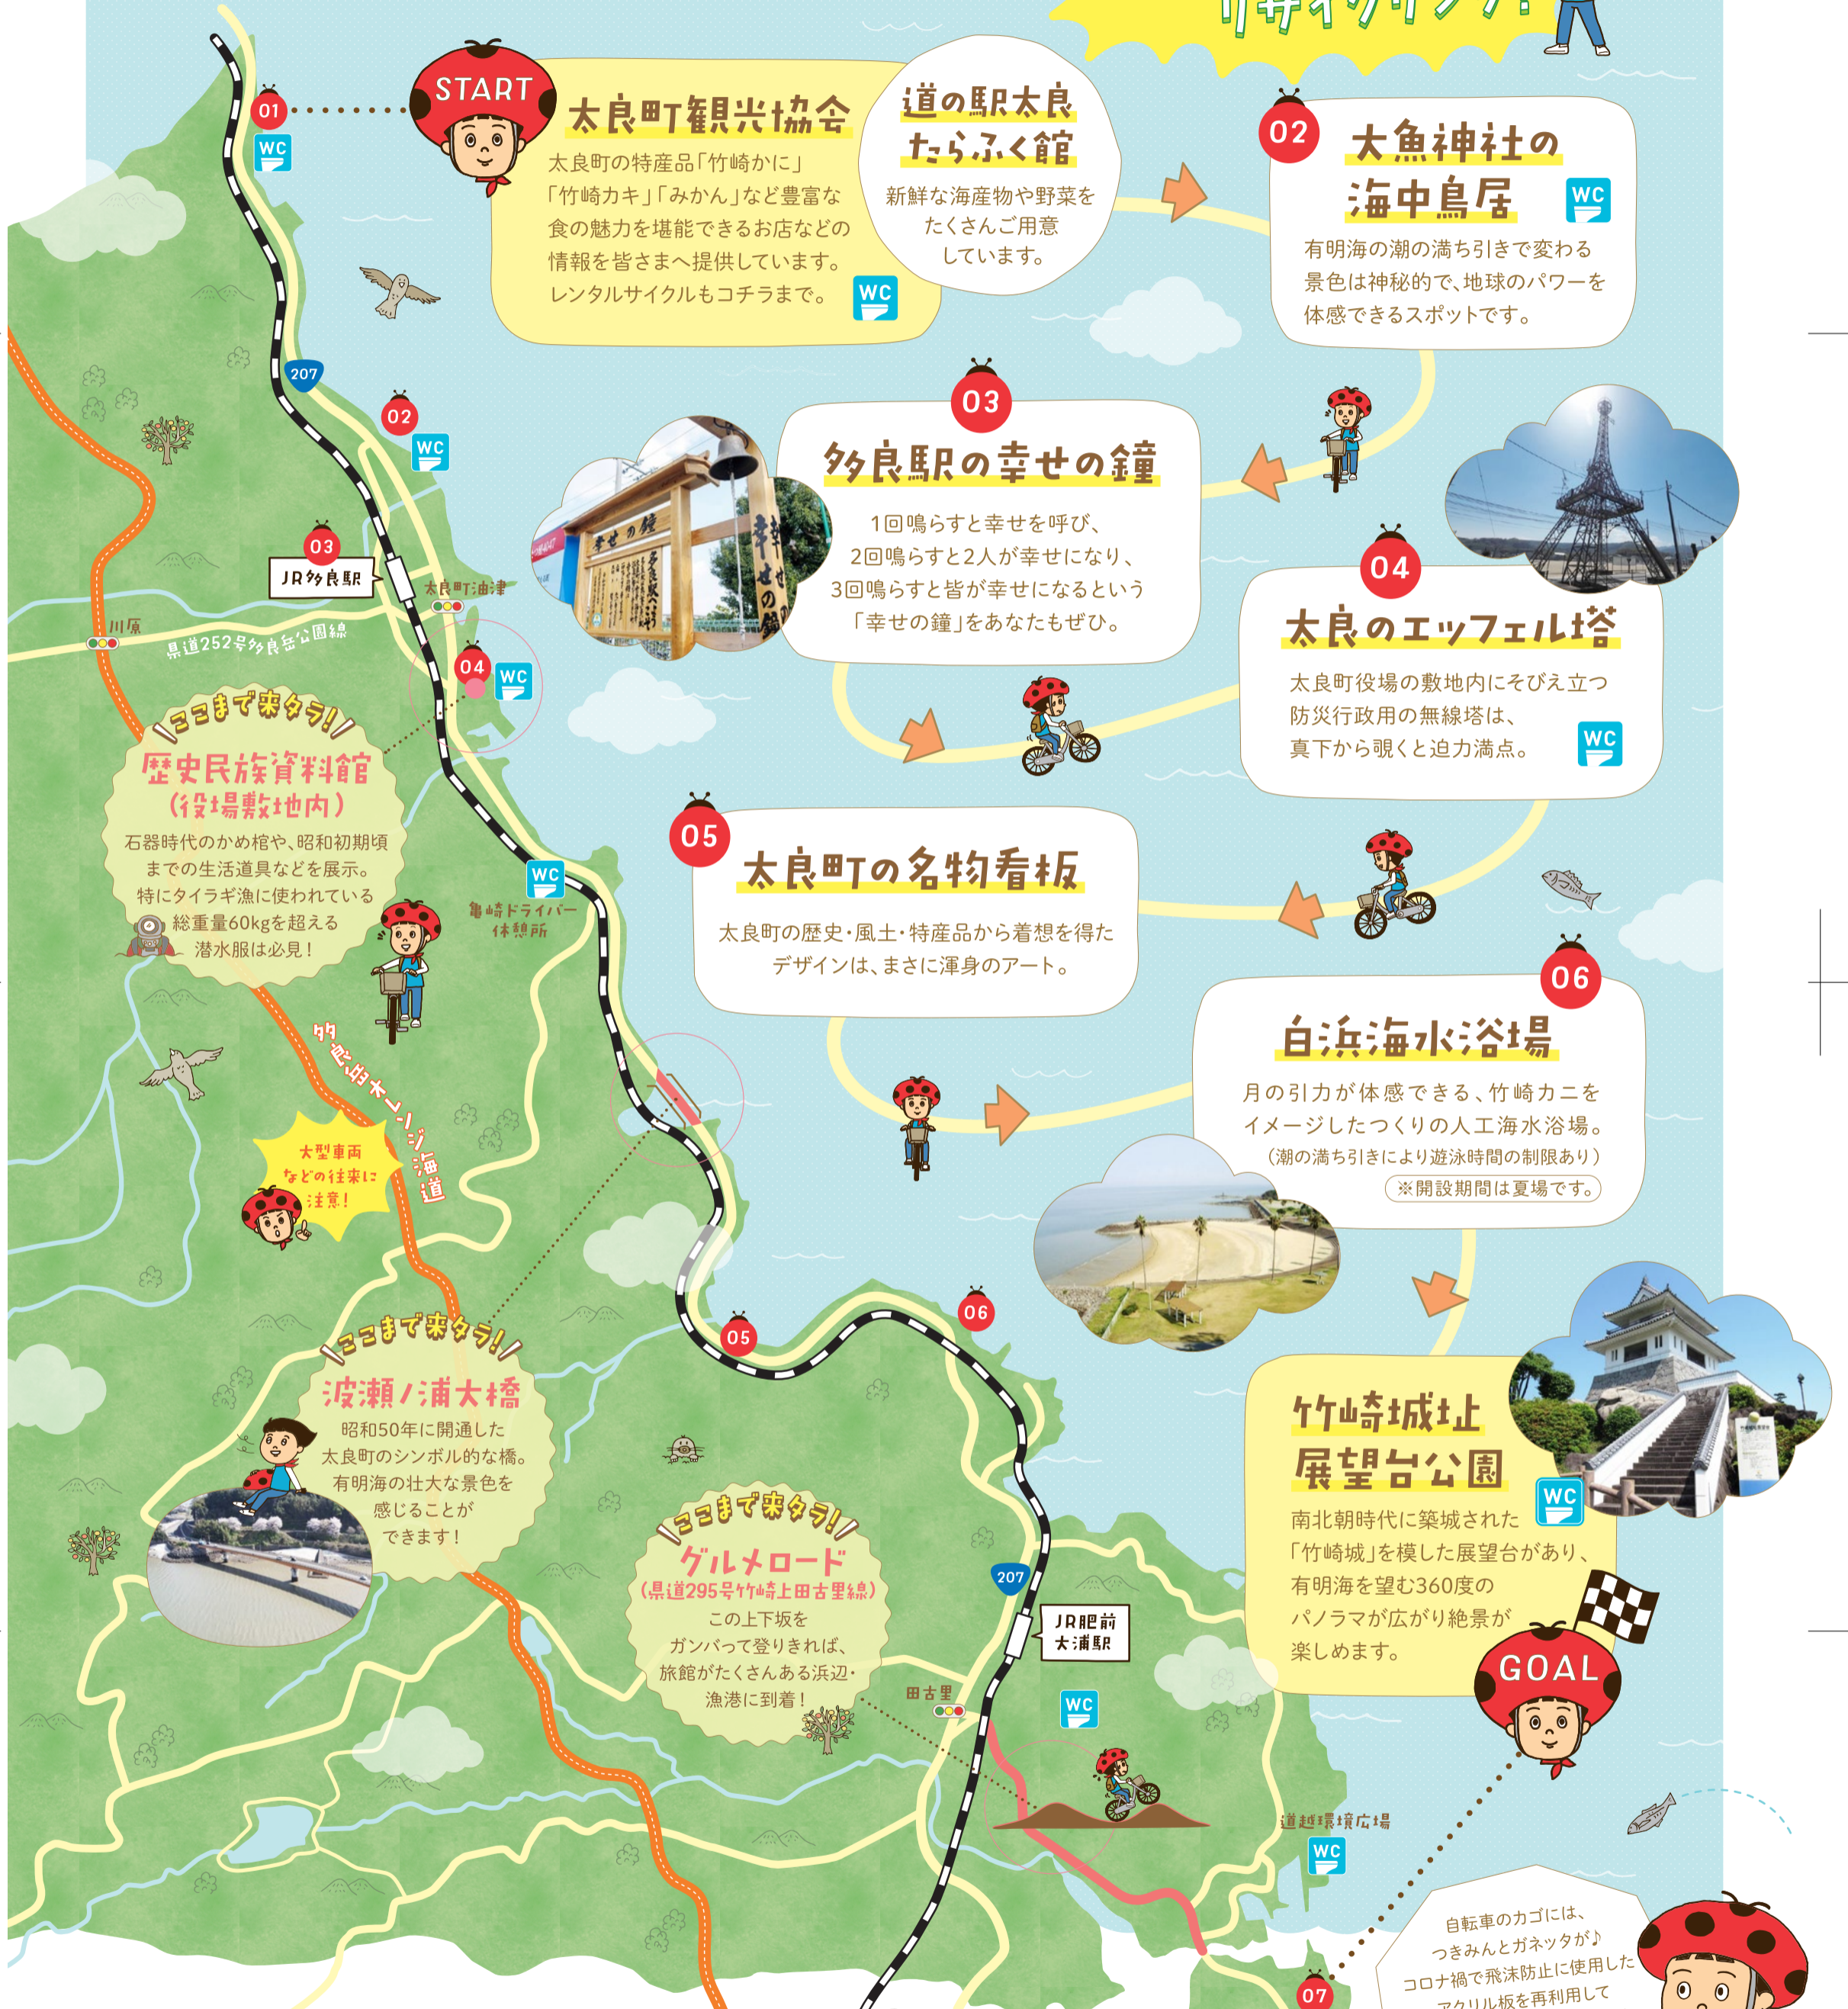 リサイクリング!
START
太良町観光協会
太良町の特産品「竹崎かに」
「竹崎カキ」「みかん」など豊富な
食の魅力を堪能できるお店などの
情報を皆さまへ提供しています。
レンタルサイクルもコチラまで。
WC
道の駅太良
たらふく館
新鮮な海産物や野菜を
たくさんご用意
しています。
02
大魚神社の
海中鳥居
WC
有明海の潮の満ち引きで変わる
景色は神秘的で、地球のパワーを
体感できるスポットです。
03
多良駅の幸せの鐘
1回鳴らすと幸せを呼び、
2回鳴らすと2人が幸せになり、
3回鳴らすと皆が幸せになるという
「幸せの鐘」をあなたもぜひ。
幸せの鐘
幸せの鐘
04
太良のエッフェル塔
太良町役場の敷地内にそびえ立つ
防災行政用の無線塔は、
真下から覗くと迫力満点。
WC
05
太良町の名物看板
太良町の歴史・風土・特産品から着想を得た
デザインは、まさに渾身のアート。
06
白浜海水浴場
月の引力が体感できる、竹崎カニを
イメージしたつくりの人工海水浴場。
(潮の満ち引きにより遊泳時間の制限あり)
※開設期間は夏場です。
竹崎城址
展望台公園
WC
南北朝時代に築城された
「竹崎城」を模した展望台があり、
有明海を望む360度の
パノラマが広がり絶景が
楽しめます。
GOAL
01
WC
207
02
WC
03
JR多良駅
太良町油津
川原
県道252号多良岳公園線
04
WC
ここまで来タラ!
歴史民族資料館
(役場敷地内)
石器時代のかめ棺や、昭和初期頃
までの生活道具などを展示。
特にタイラギ漁に使われている
総重量60kgを超える
潜水服は必見!
WC
亀崎ドライバー
休憩所
多良岳オレンジ海道
大型車両
などの往来に
注意!
05
06
ここまで来タラ!
波瀬ノ浦大橋
昭和50年に開通した
太良町のシンボル的な橋。
有明海の壮大な景色を
感じることが
できます!
ここまで来タラ!
グルメロード
(県道295号竹崎上田古里線)
この上下坂を
ガンバって登りきれば、
旅館がたくさんある浜辺・
漁港に到着!
207
JR肥前
大浦駅
田古里
WC
道越環境広場
WC
07
自転車のカゴには、
つきみんとガネッタが♪
コロナ禍で飛沫防止に使用した
アクリル板を再利用して